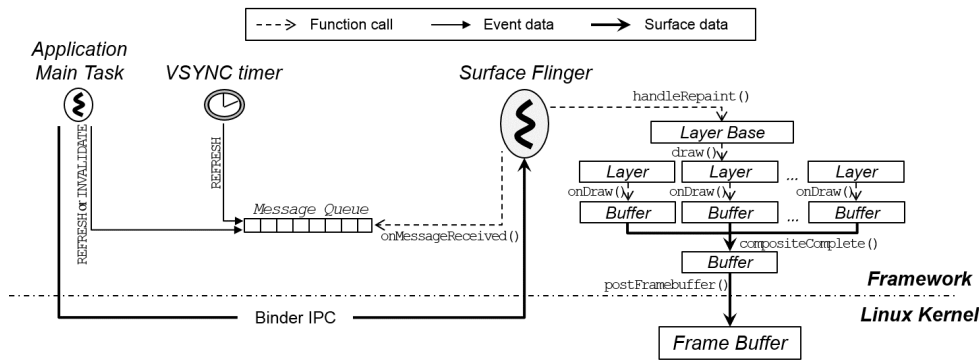 Function call
Event data
Surface data
Application
Main Task
VSYNC timer
Surface Flinger
handleRepaint()
Layer Base
draw()
REFRESH or INVALIDATE
REFRESH
Layer
Layer
...
Layer
onDraw()
onDraw()
onDraw()
Message Queue
Buffer
Buffer
...
Buffer
onMessageReceived()
compositeComplete()
Buffer
Framework
postFramebuffer()
Linux Kernel
Binder IPC
Frame Buffer